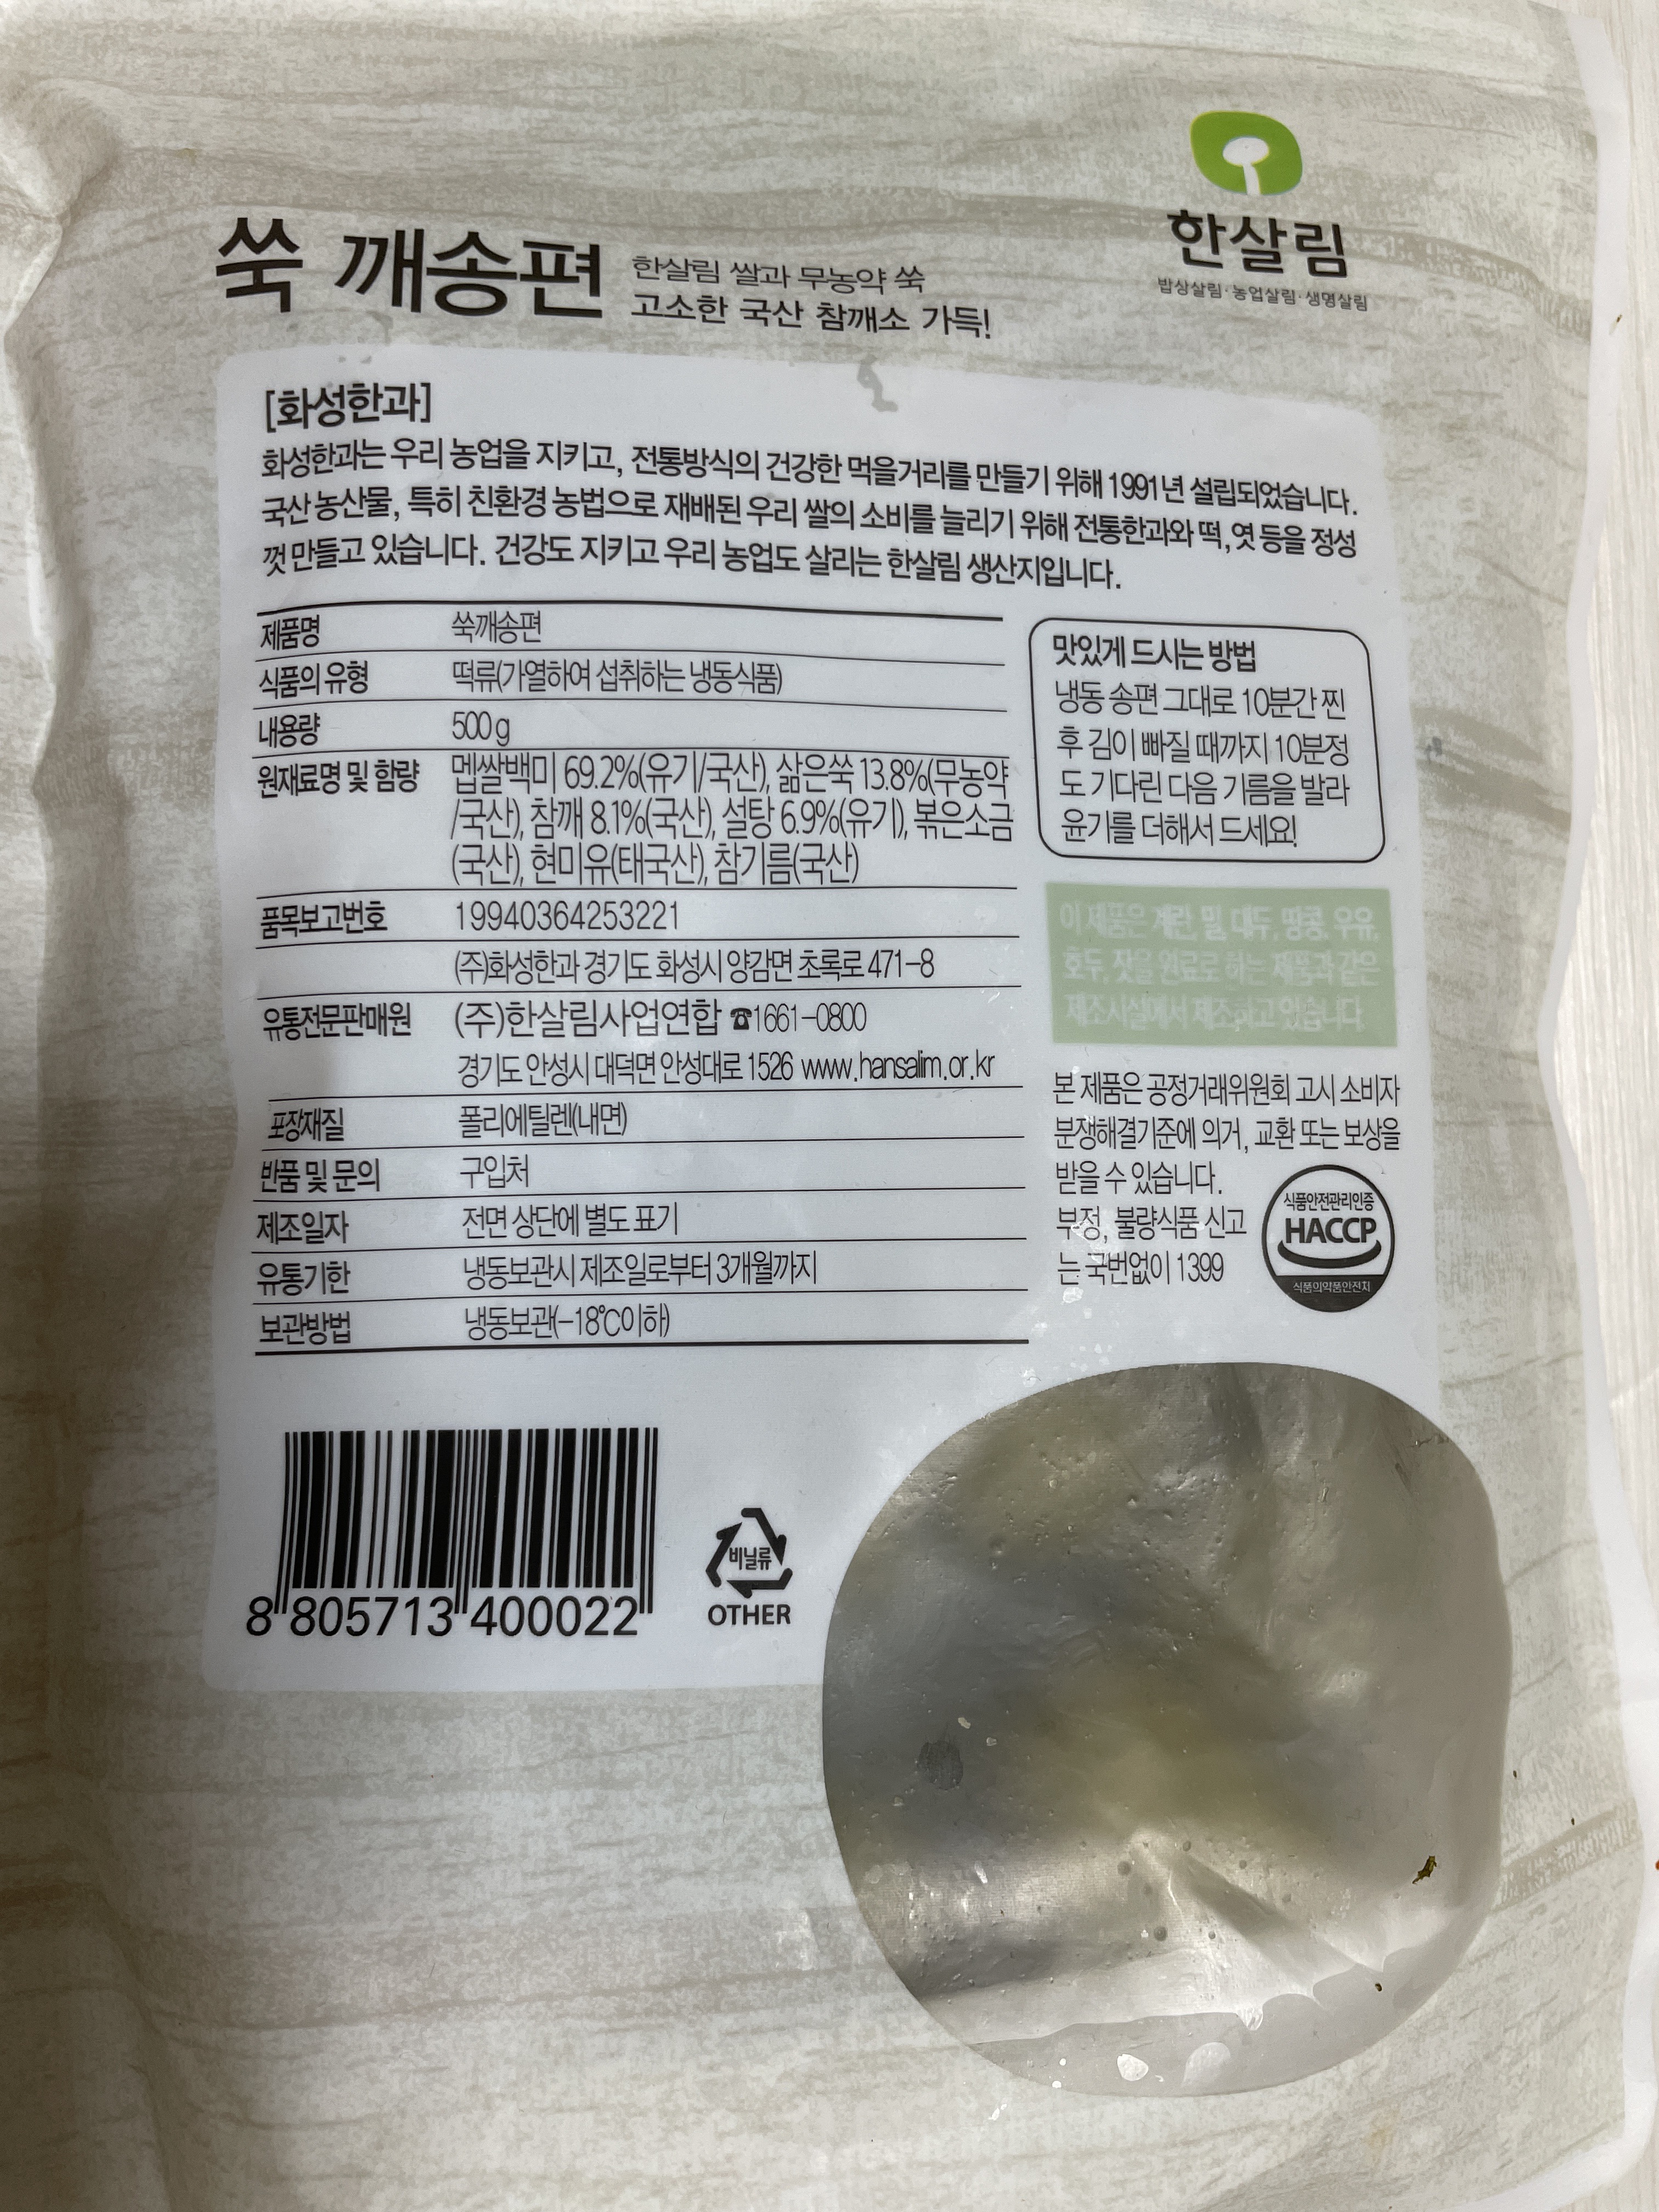 한살림
밥상살림·농업살림·생명살림
쑥 깨송편
한살림 쌀과 무농약 쑥
고소한 국산 참깨소 가득!
[화성한과]
화성한과는 우리 농업을 지키고, 전통방식의 건강한 먹을거리를 만들기 위해 1991년 설립되었습니다.
국산 농산물, 특히 친환경 농법으로 재배된 우리 쌀의 소비를 늘리기 위해 전통한과와 떡, 엿 등을 정성
껏 만들고 있습니다. 건강도 지키고 우리 농업도 살리는 한살림 생산지입니다.
제품명 쑥깨송편
식품의 유형 떡류(가열하여 섭취하는 냉동식품)
내용량 500g
원재료명 및 함량 멥쌀백미 69.2%(유기/국산), 삶은쑥 13.8%(무농약
/국산), 참깨 8.1%(국산), 설탕 6.9%(유기), 볶은소금
(국산), 현미유(태국산), 참기름(국산)
품목보고번호 19940364253221
(주)화성한과 경기도 화성시 양감면 초록로 471-8
유통전문판매원 (주)한살림사업연합 ☎1661-0800
경기도 안성시 대덕면 안성대로 1526 www.hansalim.or.kr
포장재질 폴리에틸렌(내면)
반품 및 문의 구입처
제조일자 전면 상단에 별도 표기
유통기한 냉동보관시 제조일로부터 3개월까지
보관방법 냉동보관(-18℃이하)
맛있게 드시는 방법
냉동 송편 그대로 10분간 찐
후 김이 빠질 때까지 10분정
도 기다린 다음 기름을 발라
윤기를 더해서 드세요!
이 제품은 계란, 밀, 대두, 땅콩, 우유,
호두, 잣을 원료로 하는 제품과 같은
제조시설에서 제조하고 있습니다
본 제품은 공정거래위원회 고시 소비자
분쟁해결기준에 의거, 교환 또는 보상을
받을 수 있습니다.
부정, 불량식품 신고
는 국번없이 1399
식품안전관리인증
HACCP
식품의약품안전처
비닐류
OTHER
8 805713 400022